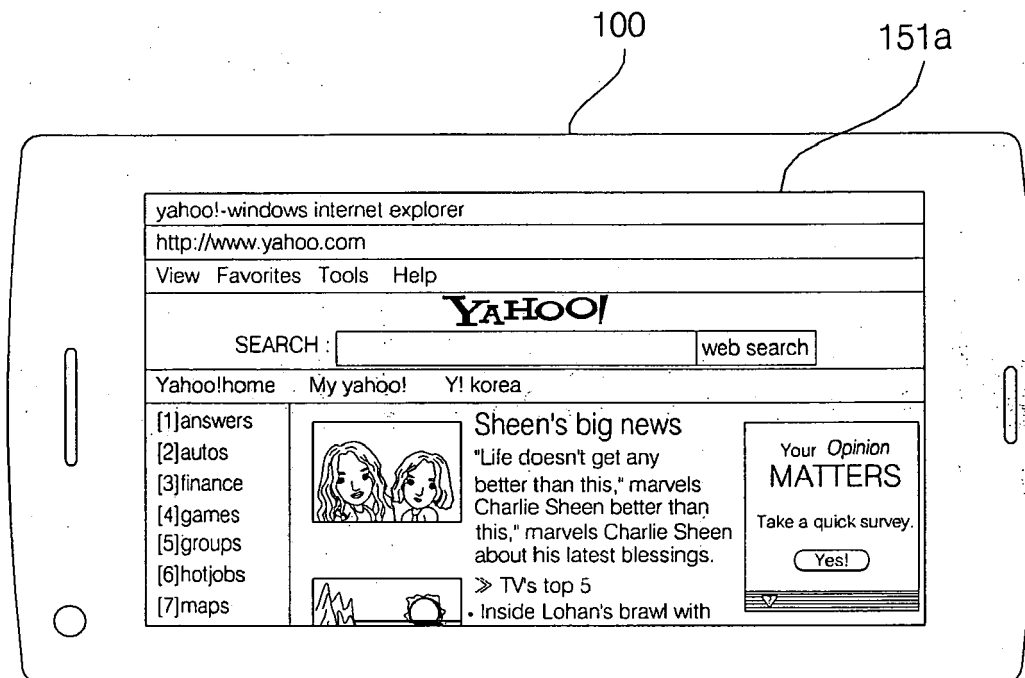 100
151a
yahoo!-windows internet explorer
http://www.yahoo.com
View Favorites Tools Help
YAHOO!
SEARCH : web search
Yahoo!home My yahoo! Y! korea
[1]answers
[2]autos
[3]finance
[4]games
[5]groups
[6]hotjobs
[7]maps
Sheen's big news
"Life doesn't get any
better than this," marvels
Charlie Sheen better than
this," marvels Charlie Sheen
about his latest blessings.
≫ TV's top 5
• Inside Lohan's brawl with
Your Opinion
MATTERS
Take a quick survey.
Yes!